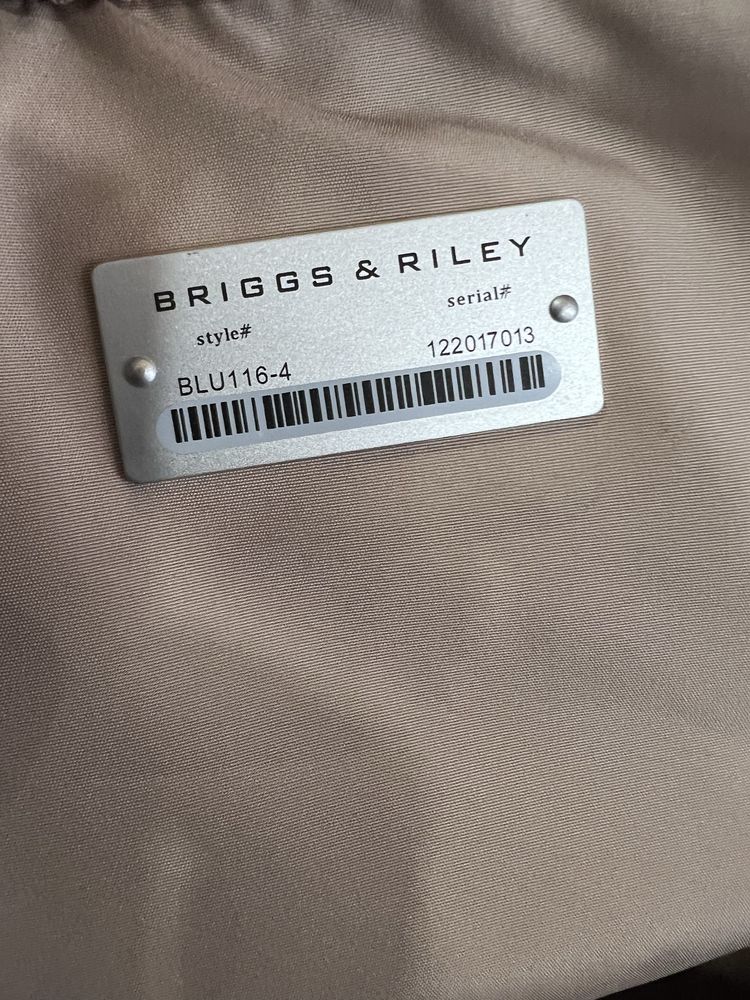 BRIGGS & RILEY
style# serial#
BLU116-4 122017013